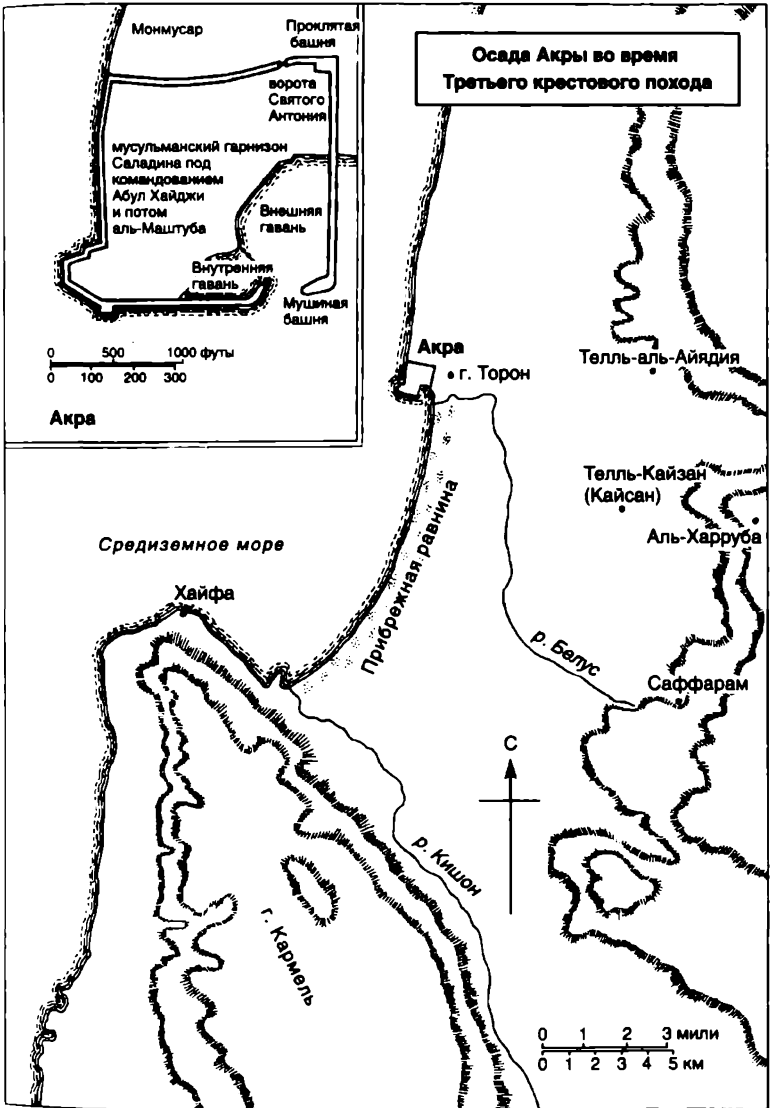 Монмусар
Проклятая
башня
ворота
Святого
Антония
мусульманский гарнизон
Саладина под
командованием
Абул Хайджи
и потом
аль-Маштуба
Внешняя
гавань
Внутренняя
гавань
Мушиная
башня
0 500 1000 футы
0 100 200 300
Акра
Осада Акры во время
Третьего крестового похода
Акра
г. Торон
Телль-аль-Айядия
Телль-Кайзан
(Кайсан)
Аль-Харруба
Средиземное море
Хайфа
Прибрежная равнина
р. Белус
Саффарам
С
р. Кишон
г. Кармель
0 1 2 3 мили
0 1 2 3 4 5 км